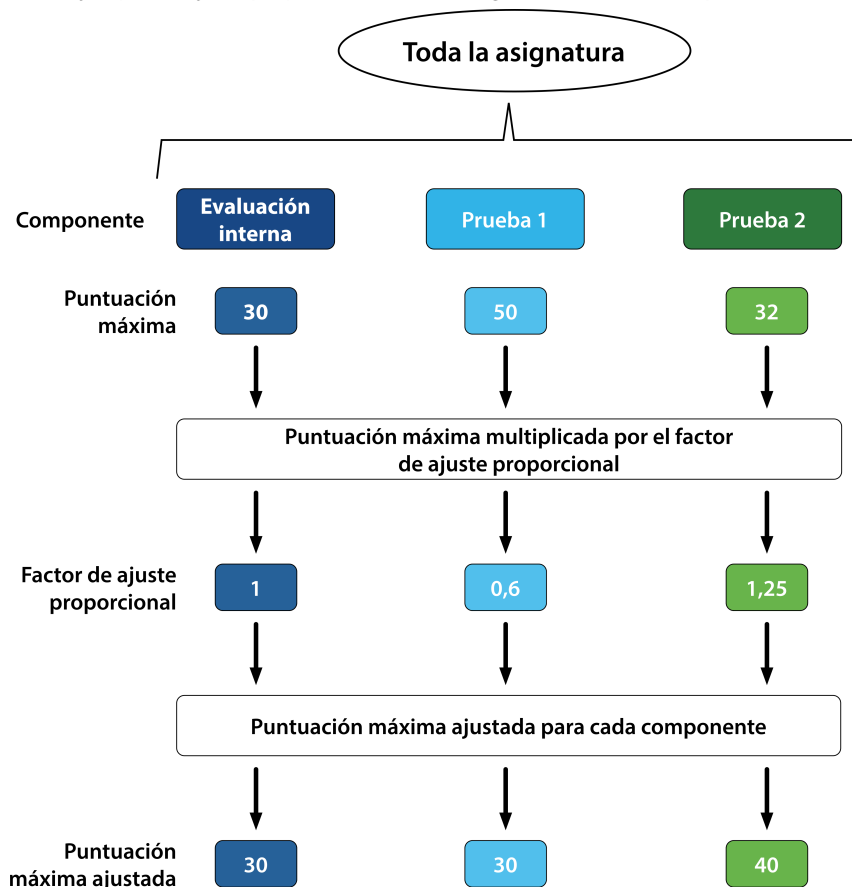 Toda la asignatura
Componente
Evaluación
interna
Prueba 1
Prueba 2
Puntuación
máxima
30
50
32
Puntuación máxima multiplicada por el factor
de ajuste proporcional
Factor de ajuste
proporcional
1
0,6
1,25
Puntuación máxima ajustada para cada componente
Puntuación
máxima ajustada
30
30
40